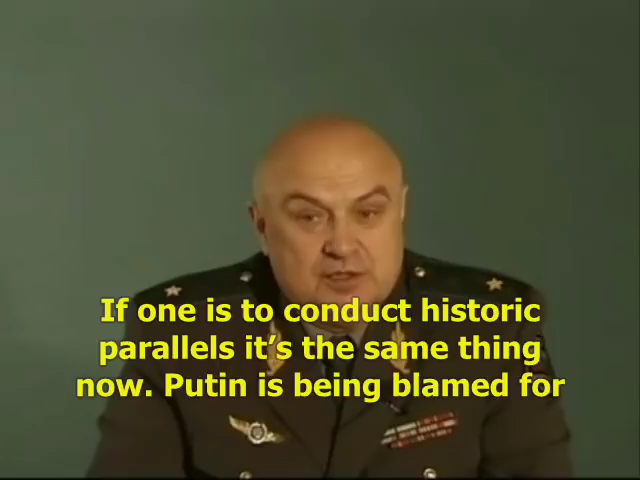 If one is to conduct historic
parallels it’s the same thing
now. Putin is being blamed for